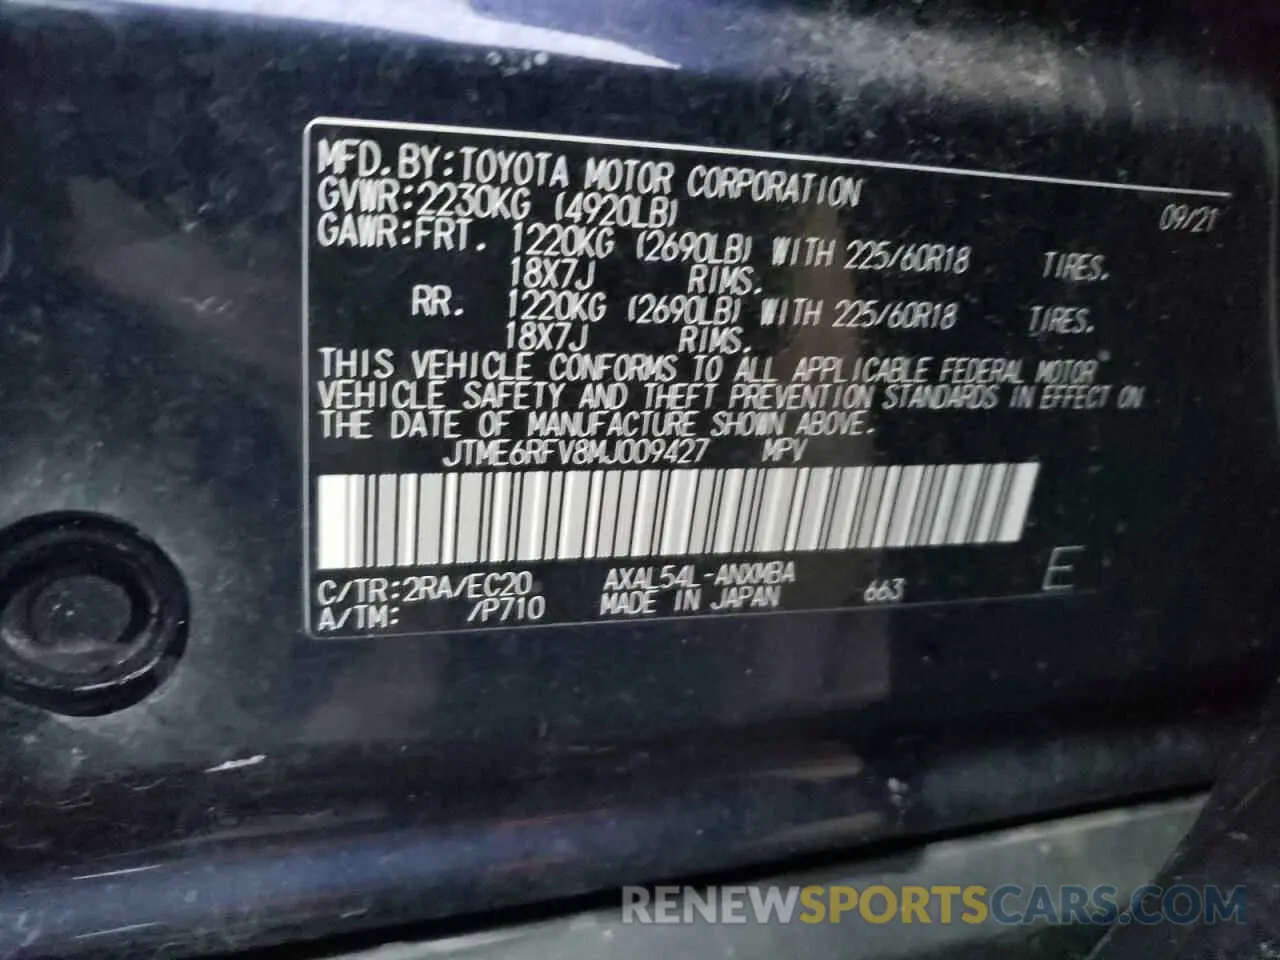 MFD.BY:TOYOTA MOTOR CORPORATION 09/21
GVWR:2230KG (4920LB)
GAWR:FRT. 1220KG (2690LB) WITH 225/60R18 TIRES.
18X7J RIMS.
RR. 1220KG (2690LB) WITH 225/60R18 TIRES.
18X7J RIMS.
THIS VEHICLE CONFORMS TO ALL APPLICABLE FEDERAL MOTOR
VEHICLE SAFETY AND THEFT PREVENTION STANDARDS IN EFFECT ON
THE DATE OF MANUFACTURE SHOWN ABOVE.
JTME6RFV8MJ009427 MPV
C/TR:2RA/EC20 AXAL54L-ANXMBA 663 E
A/TM: /P710 MADE IN JAPAN
RENEWSPORTSCARS.COM